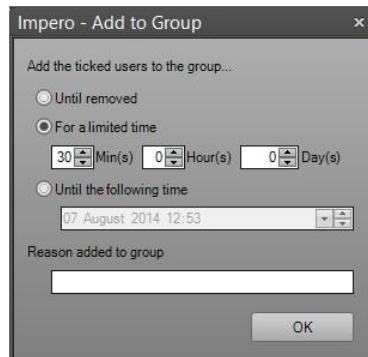 Impero - Add to Group x
Add the ticked users to the group...
Until removed
For a limited time
30 Min(s) 0 Hour(s) 0 Day(s)
Until the following time
07 August 2014 12:53
Reason added to group
OK